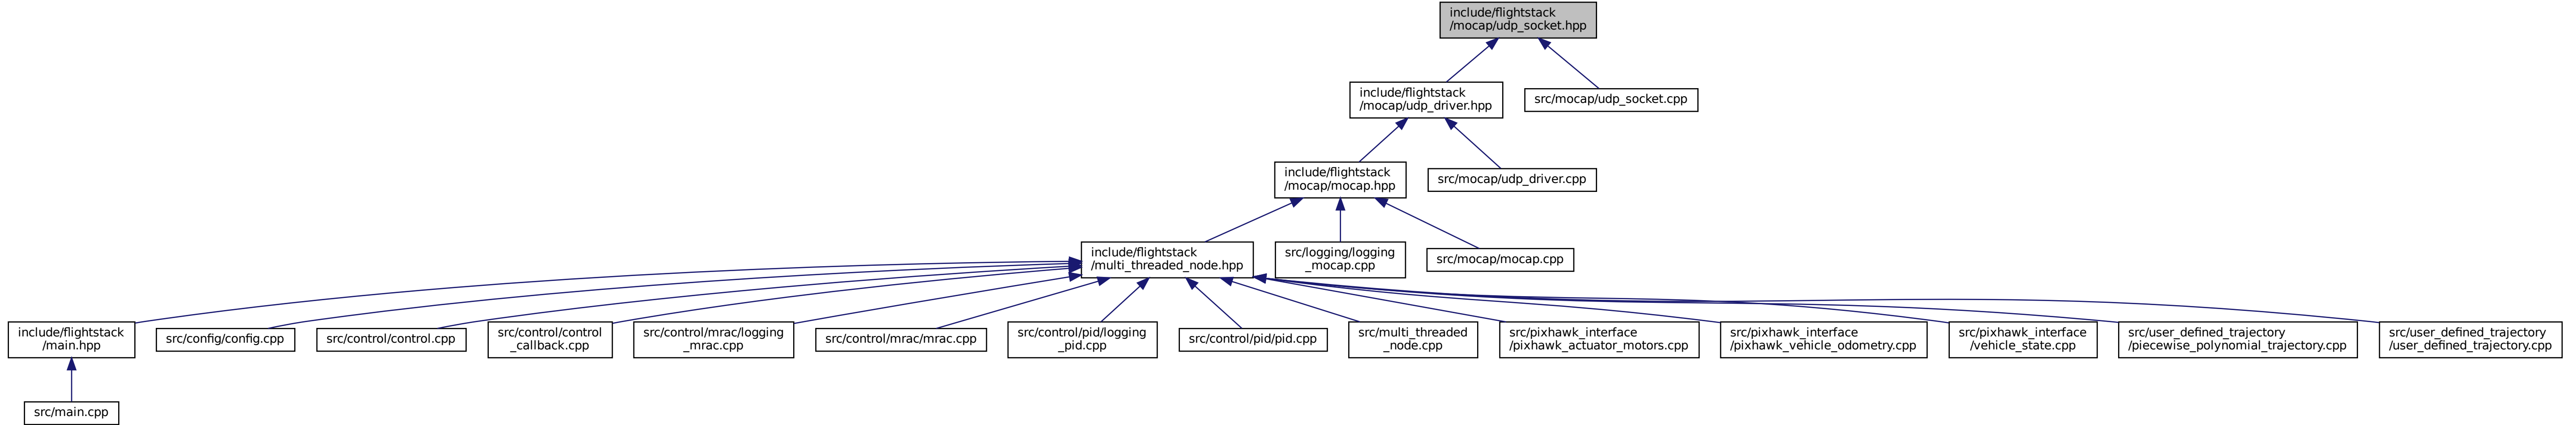 include/flightstack
/mocap/udp_socket.hpp
include/flightstack
/mocap/udp_driver.hpp
src/mocap/udp_socket.cpp
include/flightstack
/mocap/mocap.hpp
src/mocap/udp_driver.cpp
include/flightstack
/multi_threaded_node.hpp
src/logging/logging
_mocap.cpp
src/mocap/mocap.cpp
include/flightstack
/main.hpp
src/config/config.cpp
src/control/control.cpp
src/control/control
_callback.cpp
src/control/mrac/logging
_mrac.cpp
src/control/mrac/mrac.cpp
src/control/pid/logging
_pid.cpp
src/control/pid/pid.cpp
src/multi_threaded
_node.cpp
src/pixhawk_interface
/pixhawk_actuator_motors.cpp
src/pixhawk_interface
/pixhawk_vehicle_odometry.cpp
src/pixhawk_interface
/vehicle_state.cpp
src/user_defined_trajectory
/piecewise_polynomial_trajectory.cpp
src/user_defined_trajectory
/user_defined_trajectory.cpp
src/main.cpp